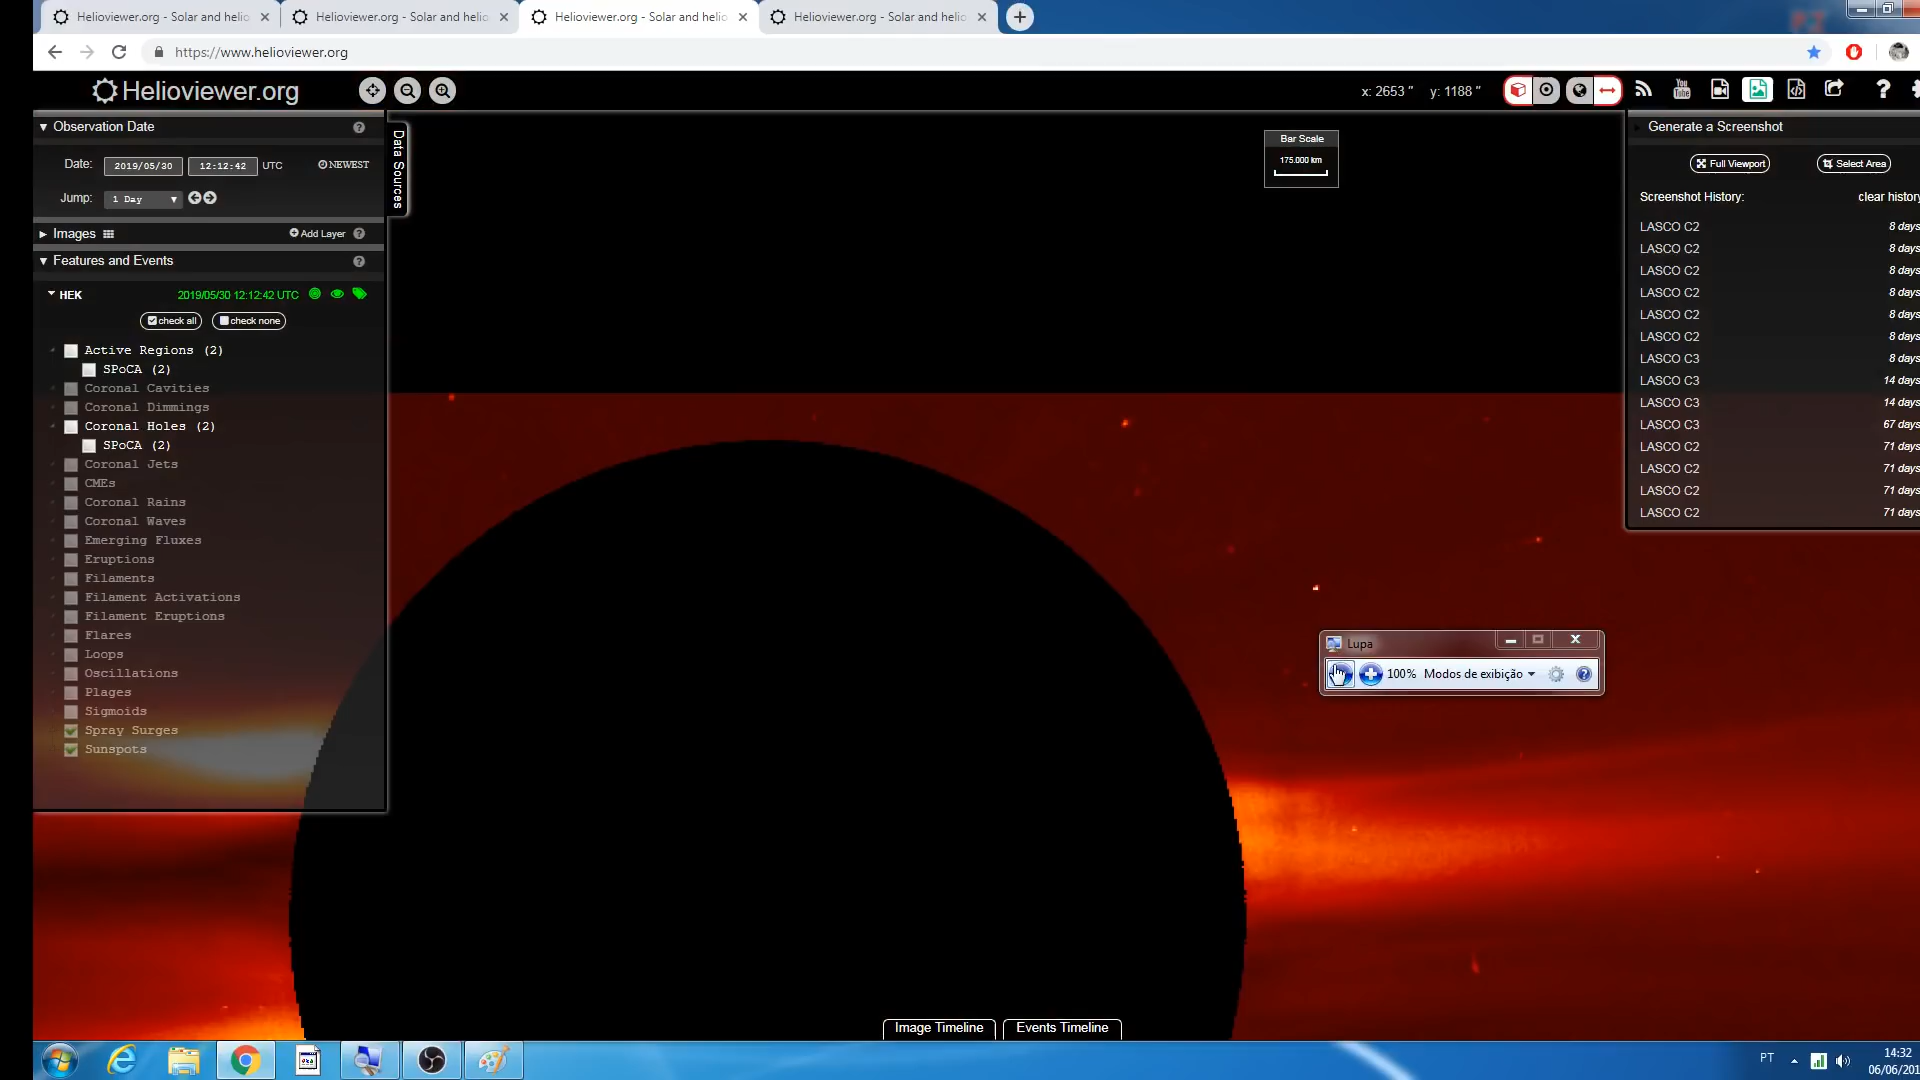 Helioviewer.org - Solar and helio
Helioviewer.org - Solar and helio
Helioviewer.org - Solar and helio
Helioviewer.org - Solar and helio
https://www.helioviewer.org
Helioviewer.org
x: 2653 " y: 1188 "
You
Tube
Observation Date
Date: 2019/05/30 12:12:42 UTC NEWEST
Jump: 1 Day
Images Add Layer
Features and Events
HEK 2019/05/30 12:12:42 UTC
check all check none
Active Regions (2)
SPoCA (2)
Coronal Cavities
Coronal Dimmings
Coronal Holes (2)
SPoCA (2)
Coronal Jets
CMEs
Coronal Rains
Coronal Waves
Emerging Fluxes
Eruptions
Filaments
Filament Activations
Filament Eruptions
Flares
Loops
Oscillations
Plages
Sigmoids
Spray Surges
Sunspots
Data Sources
Bar Scale
175.000 km
Generate a Screenshot
Full Viewport Select Area
Screenshot History: clear history
LASCO C2 8 days
LASCO C2 8 days
LASCO C2 8 days
LASCO C2 8 days
LASCO C2 8 days
LASCO C2 8 days
LASCO C3 8 days
LASCO C3 14 days
LASCO C3 14 days
LASCO C3 67 days
LASCO C2 71 days
LASCO C2 71 days
LASCO C2 71 days
LASCO C2 71 days
Lupa
100% Modos de exibição
Image Timeline Events Timeline
PT
14:32
06/06/201